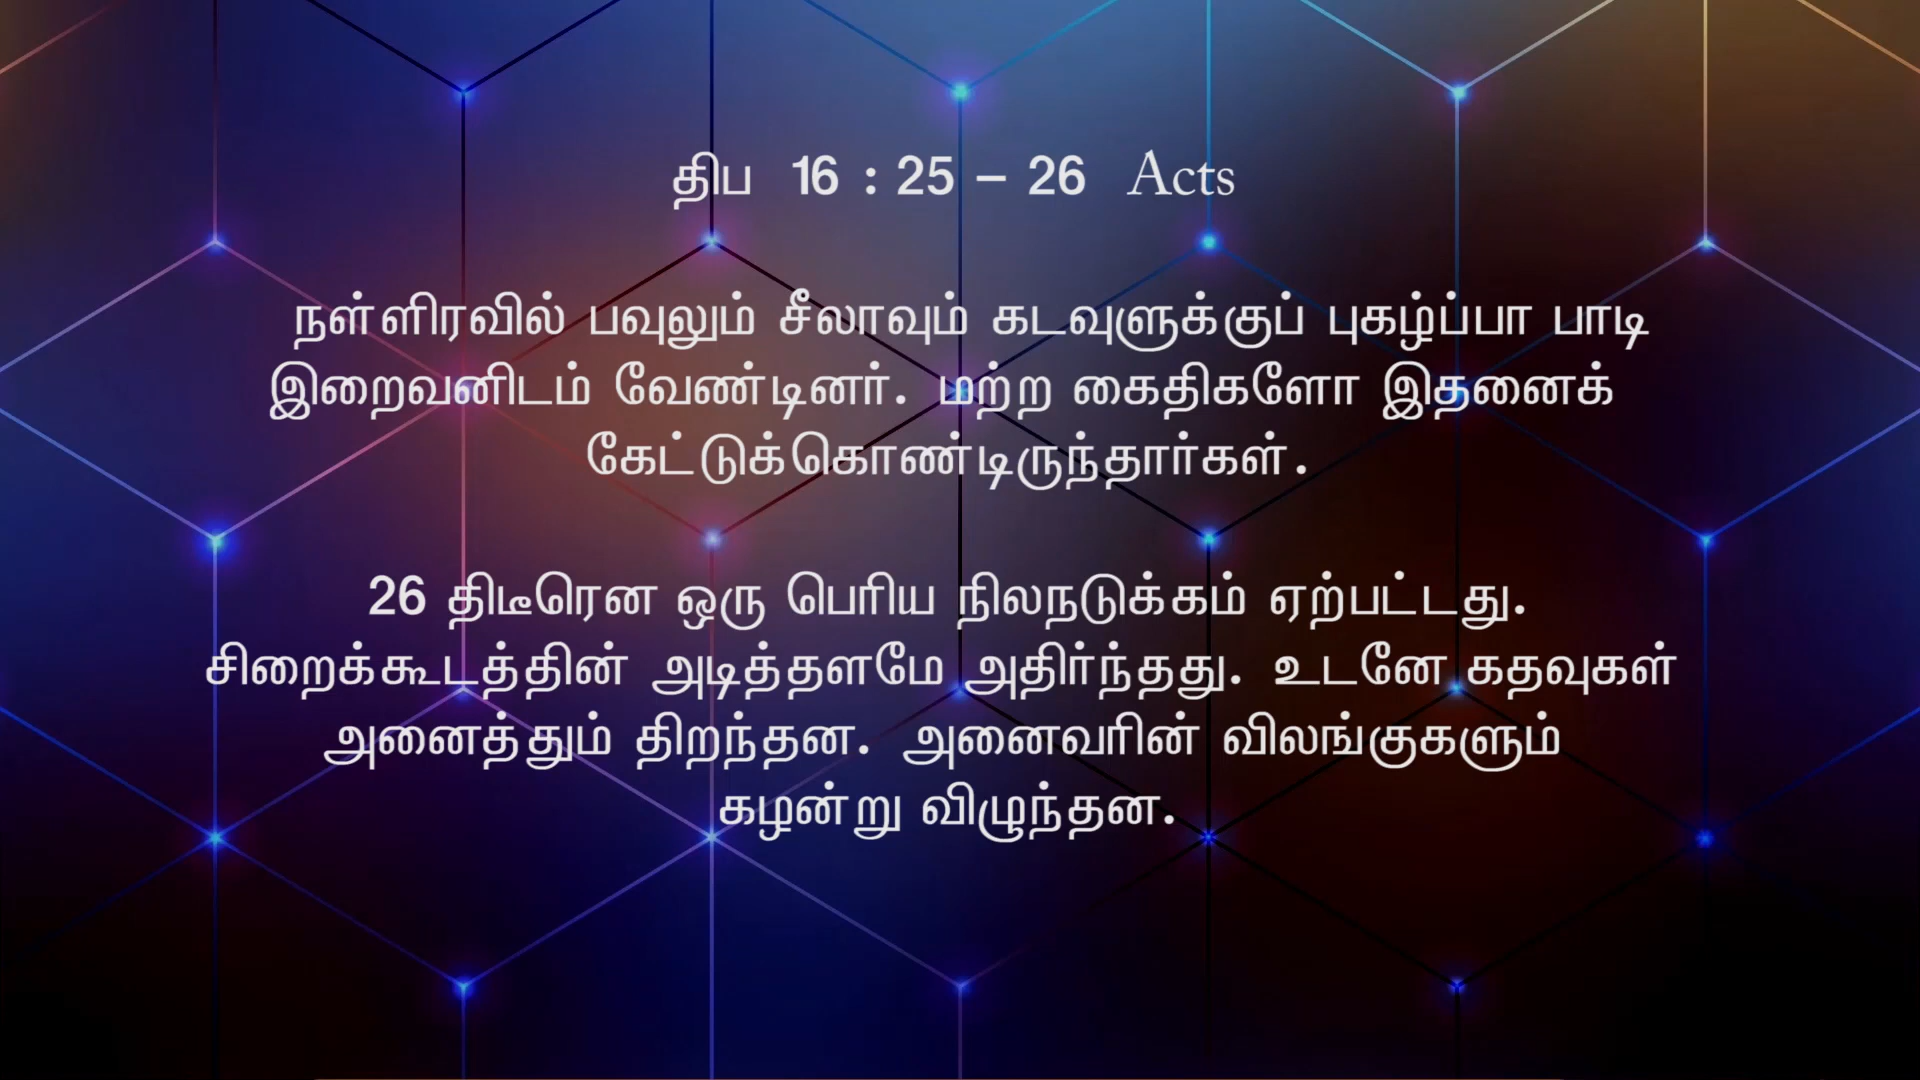 திப 16 : 25 – 26 Acts
நள்ளிரவில் பவுலும் சீலாவும் கடவுளுக்குப் புகழ்ப்பா பாடி
இறைவனிடம் வேண்டினர். மற்ற கைதிகளோ இதனைக்
கேட்டுக்கொண்டிருந்தார்கள்.
26 திடீரென ஒரு பெரிய நிலநடுக்கம் ஏற்பட்டது.
சிறைக்கூடத்தின் அடித்தளமே அதிர்ந்தது. உடனே கதவுகள்
அனைத்தும் திறந்தன. அனைவரின் விலங்குகளும்
கழன்று விழுந்தன.